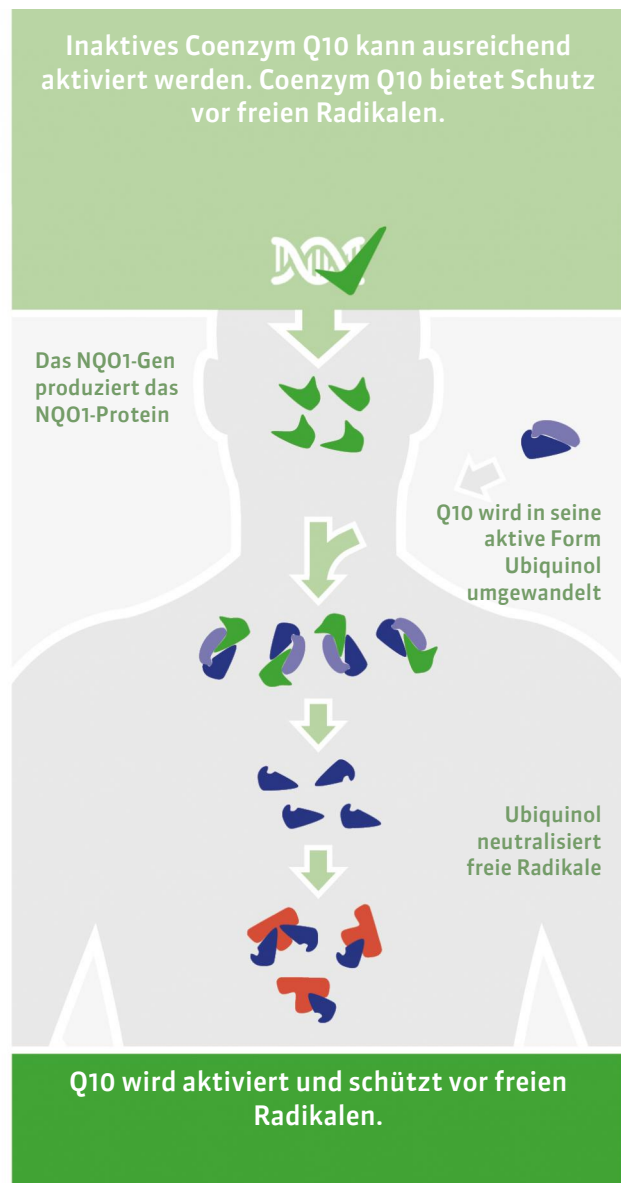 Inaktives Coenzym Q10 kann ausreichend
aktiviert werden. Coenzym Q10 bietet Schutz
vor freien Radikalen.
Das NQO1-Gen
produziert das
NQO1-Protein
Q10 wird in seine
aktive Form
Ubiquinol
umgewandelt
Ubiquinol
neutralisiert
freie Radikale
Q10 wird aktiviert und schützt vor freien
Radikalen.